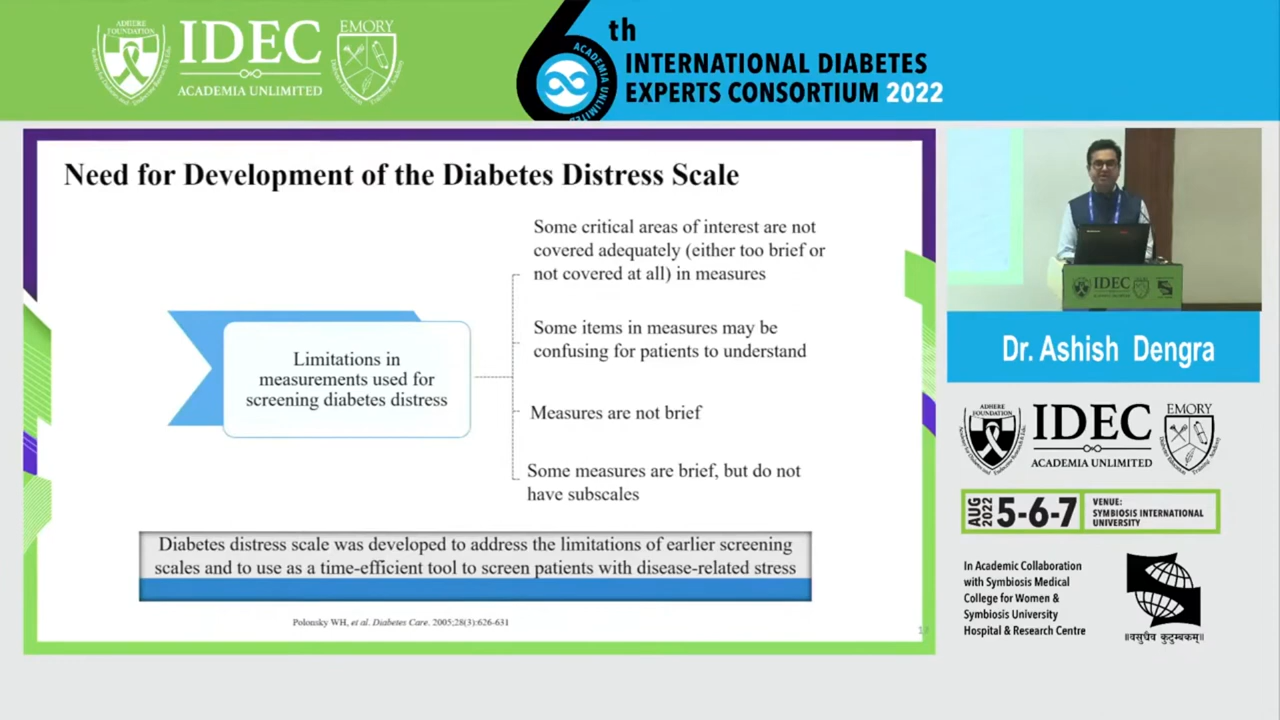 ADHERE
FOUNDATION
IDEC
ACADEMIA UNLIMITED
EMORY
6th
ACADEMIA UNLIMITED
INTERNATIONAL DIABETES
EXPERTS CONSORTIUM 2022
Need for Development of the Diabetes Distress Scale
Limitations in
measurements used for
screening diabetes distress
Some critical areas of interest are not
covered adequately (either too brief or
not covered at all) in measures
Some items in measures may be
confusing for patients to understand
Measures are not brief
Some measures are brief, but do not
have subscales
Diabetes distress scale was developed to address the limitations of earlier screening
scales and to use as a time-efficient tool to screen patients with disease-related stress
Polonsky WH, et al. Diabetes Care. 2005;28(3):626-631
IDEC
Dr. Ashish Dengra
ADHERE
FOUNDATION
IDEC
ACADEMIA UNLIMITED
EMORY
AUG 2022
5-6-7
VENUE:
SYMBIOSIS INTERNATIONAL
UNIVERSITY
In Academic Collaboration
with Symbiosis Medical
College for Women &
Symbiosis University
Hospital & Research Centre
॥वसुधैव कुटुम्बकम्॥